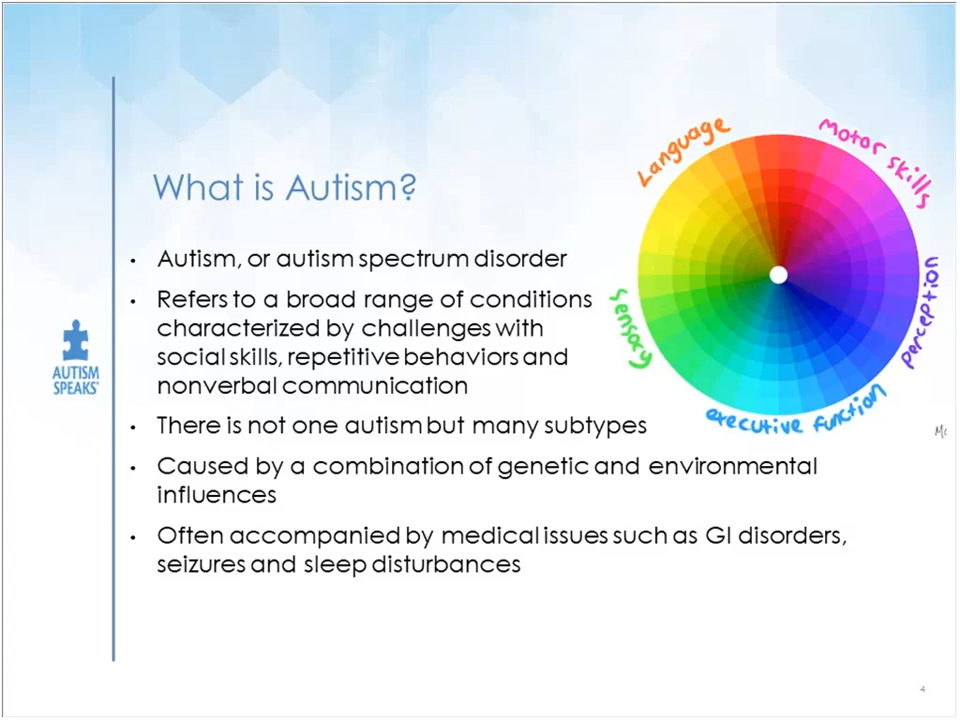 What is Autism?
• Autism, or autism spectrum disorder
• Refers to a broad range of conditions
characterized by challenges with
social skills, repetitive behaviors and
nonverbal communication
• There is not one autism but many subtypes
• Caused by a combination of genetic and environmental
influences
• Often accompanied by medical issues such as GI disorders,
seizures and sleep disturbances
Language
Motor skills
perception
executive function
sensory
AUTISM
SPEAKS
4